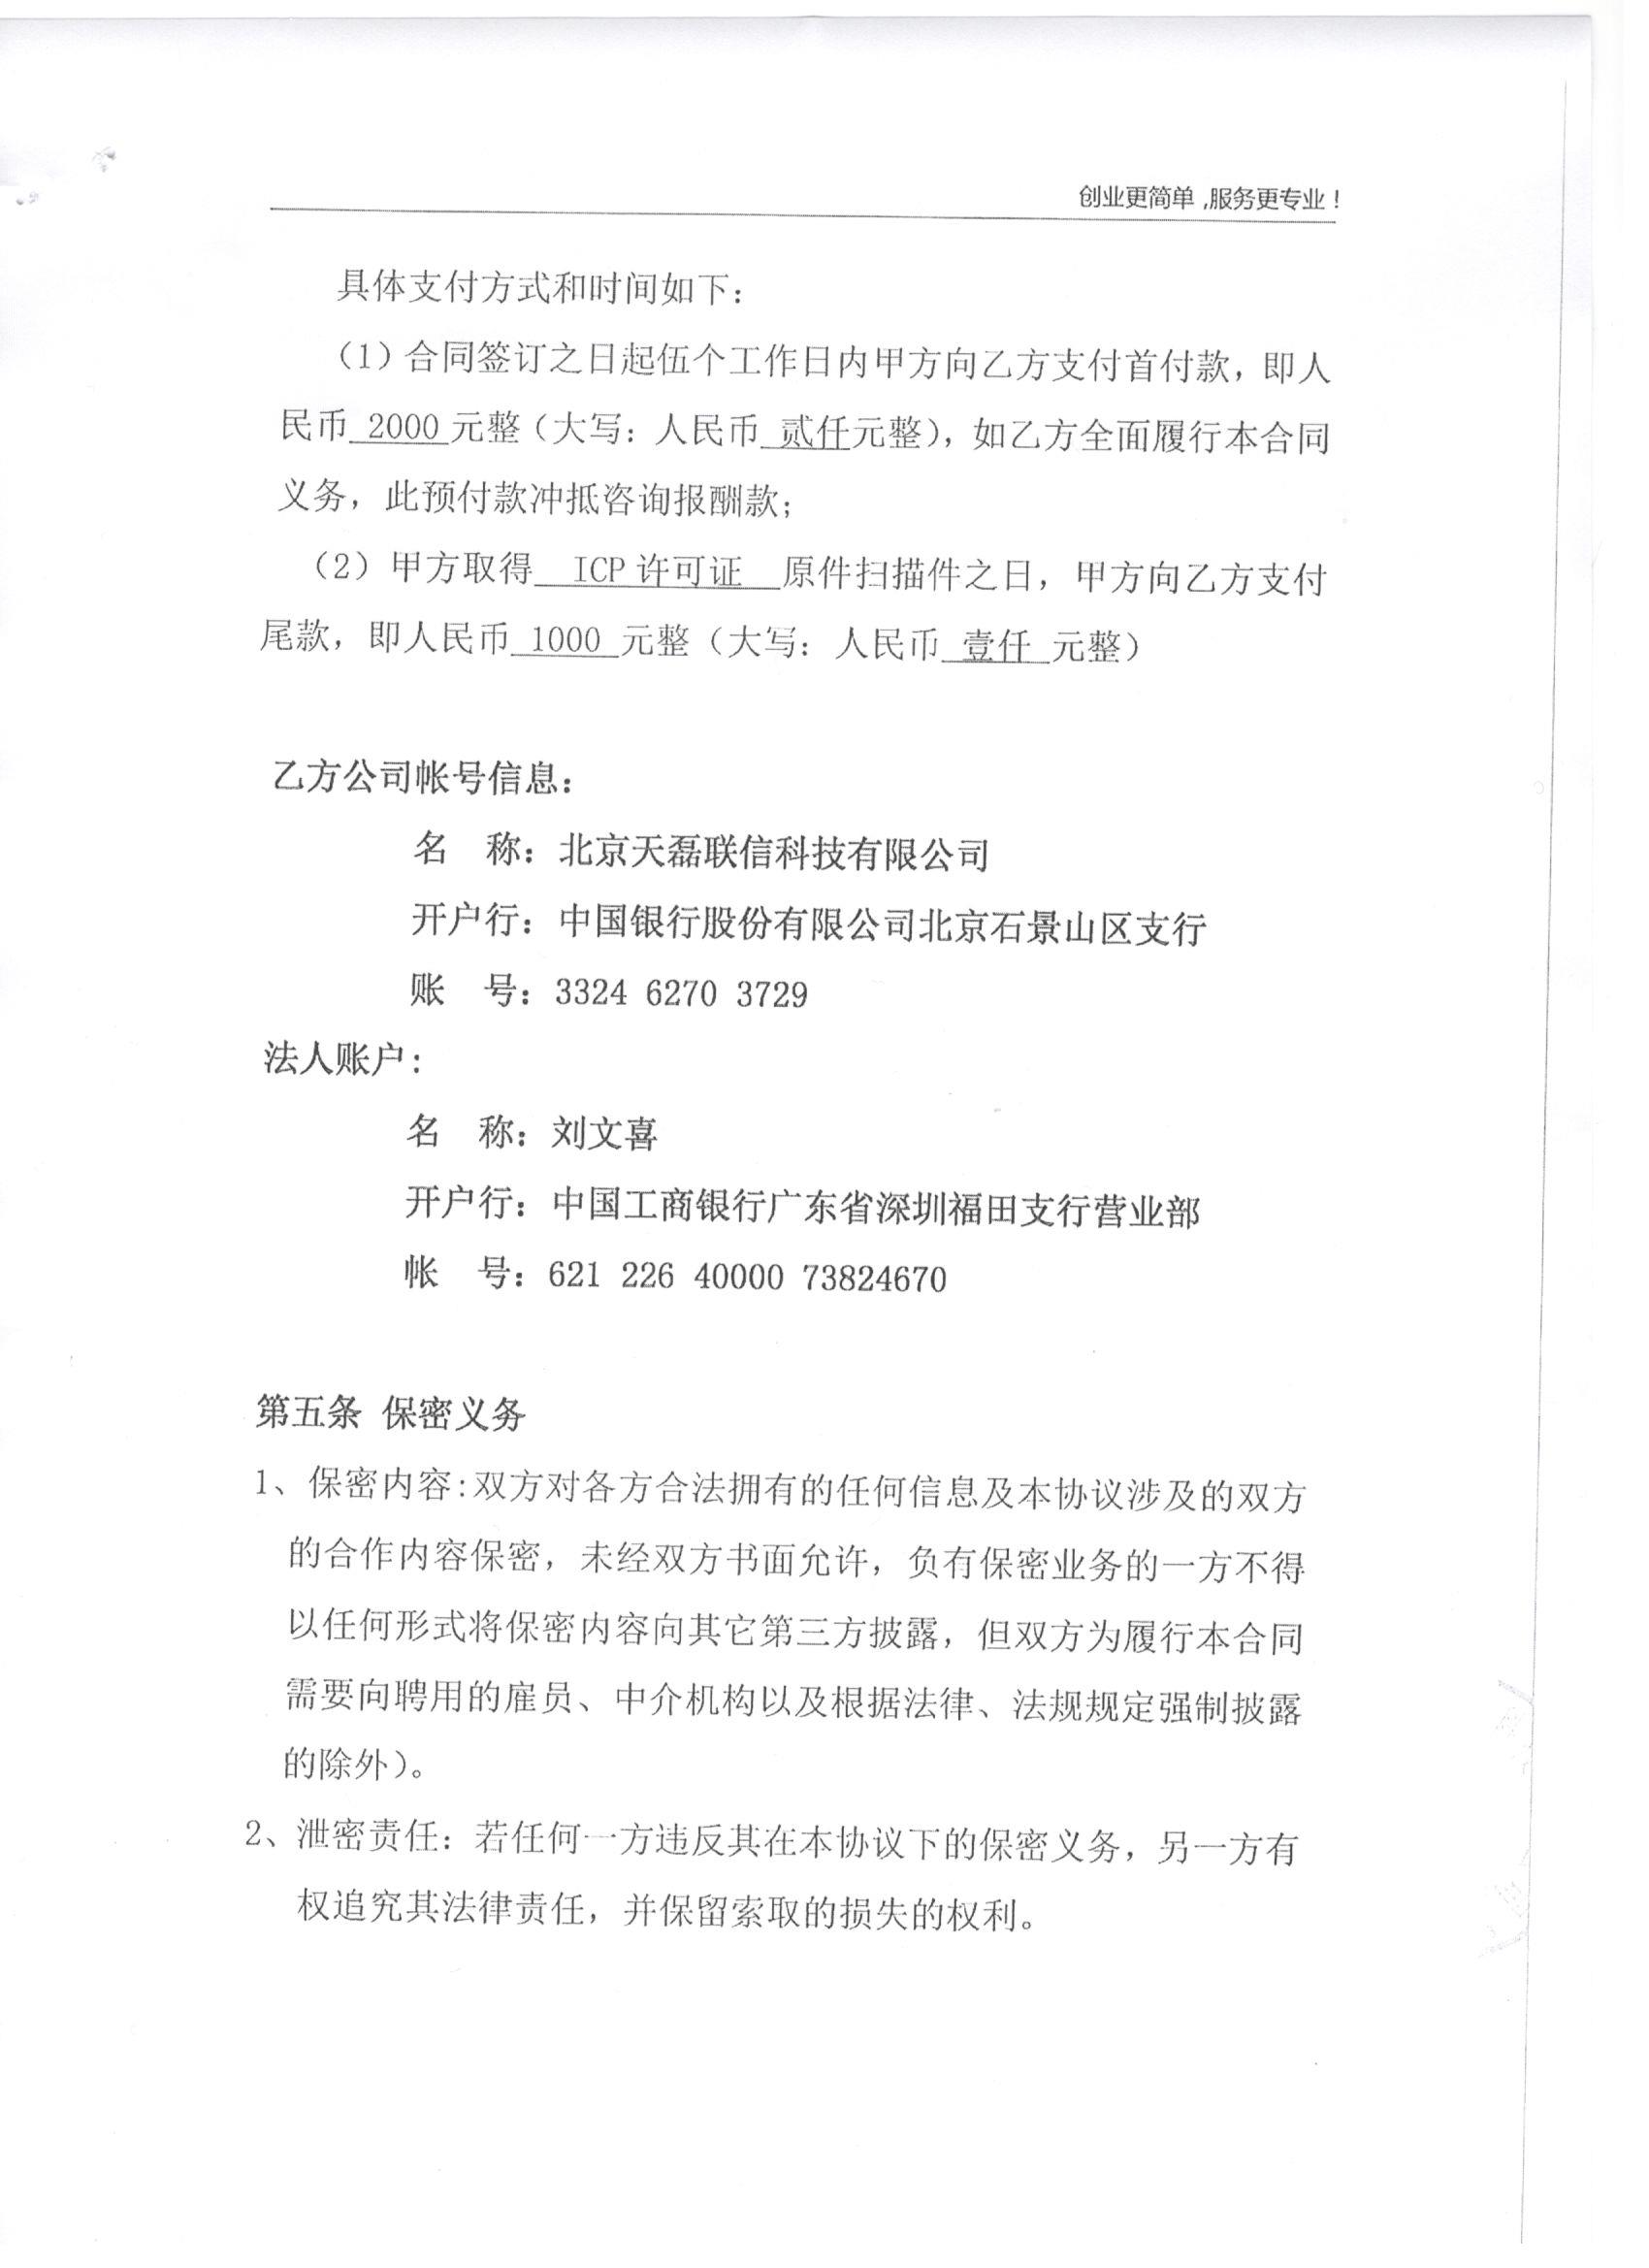 创业更简单,服务更专业!
具体支付方式和时间如下:
(1)合同签订之日起伍个工作日内甲方向乙方支付首付款,即人
民币 2000 元整(大写:人民币 贰仟元整),如乙方全面履行本合同
义务,此预付款冲抵咨询报酬款;
(2)甲方取得 ICP 许可证 原件扫描件之日,甲方向乙方支付
尾款,即人民币 1000 元整(大写:人民币 壹仟 元整)
乙方公司帐号信息:
名 称:北京天磊联信科技有限公司
开户行:中国银行股份有限公司北京石景山区支行
账 号:3324 6270 3729
法人账户:
名 称:刘文喜
开户行:中国工商银行广东省深圳福田支行营业部
帐 号:621 226 40000 73824670
第五条 保密义务
1、保密内容:双方对各方合法拥有的任何信息及本协议涉及的双方
的合作内容保密,未经双方书面允许,负有保密业务的一方不得
以任何形式将保密内容向其它第三方披露,但双方为履行本合同
需要向聘用的雇员、中介机构以及根据法律、法规规定强制披露
的除外)。
2、泄密责任:若任何一方违反其在本协议下的保密义务,另一方有
权追究其法律责任,并保留索取的损失的权利。